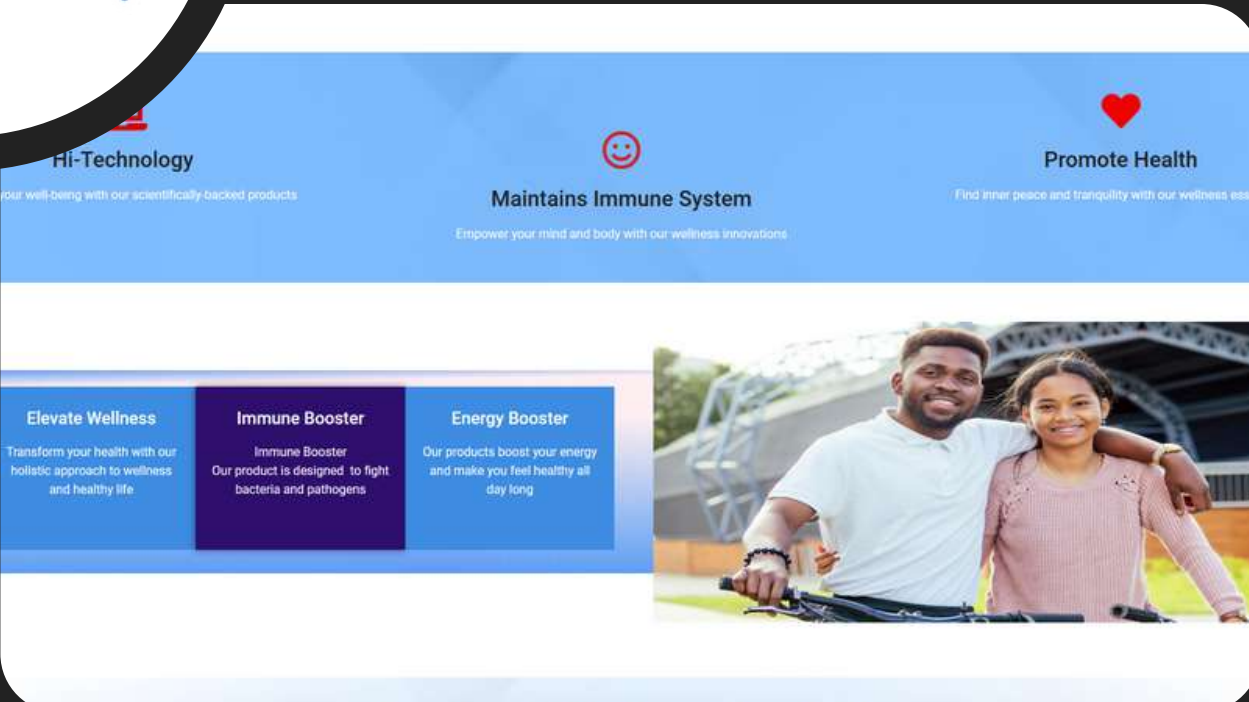 Hi-Technology
your well-being with our scientifically-backed products
Maintains Immune System
Empower your mind and body with our wellness innovations
Promote Health
Find inner peace and tranquility with our wellness
Elevate Wellness
Transform your health with our
holistic approach to wellness
and healthy life
Immune Booster
Immune Booster
Our product is designed  to fight
bacteria and pathogens
Energy Booster
Our products boost your energy
and make you feel healthy all
day long